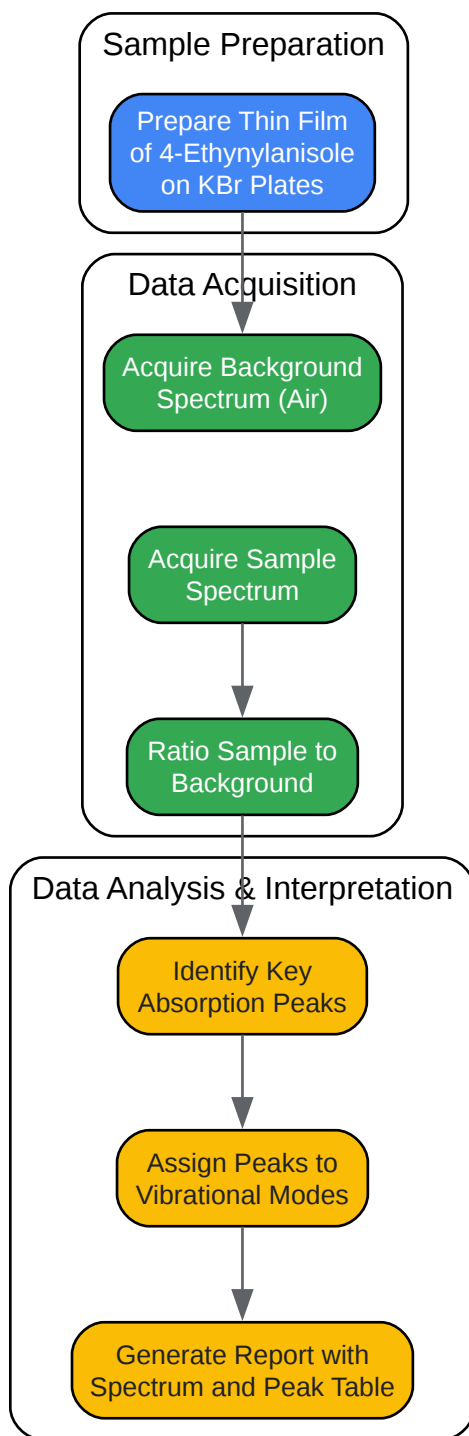 Sample Preparation
Prepare Thin Film
of 4-Ethynylanisole
on KBr Plates
Data Acquisition
Acquire Background
Spectrum (Air)
Acquire Sample
Spectrum
Ratio Sample to
Background
Data Analysis & Interpretation
Identify Key
Absorption Peaks
Assign Peaks to
Vibrational Modes
Generate Report with
Spectrum and Peak Table